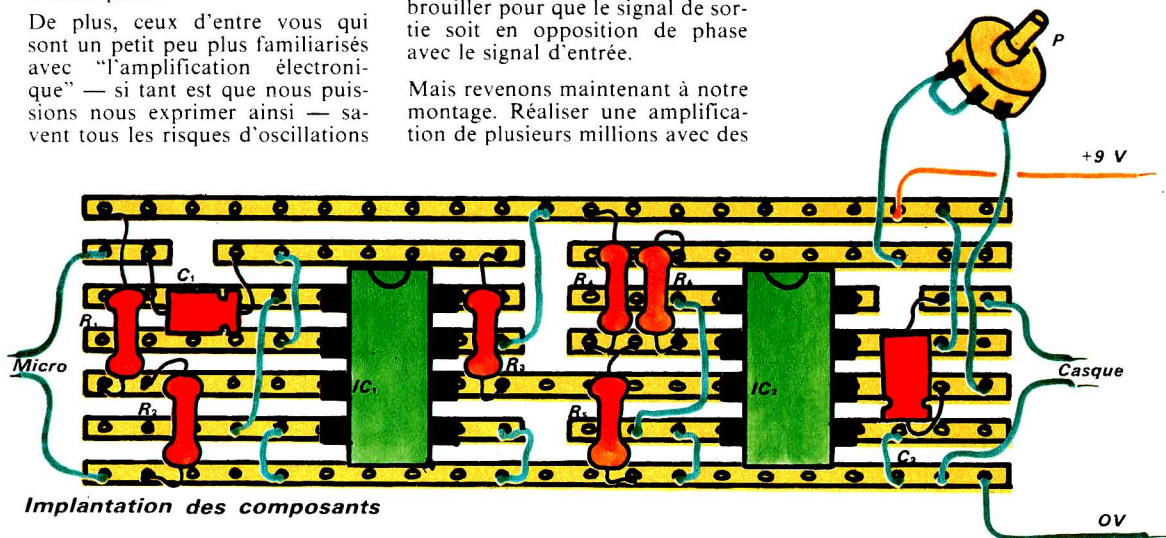 De plus, ceux d'entre vous qui
sont un petit peu plus familiarisés
avec "l'amplification électroni-
que" — si tant est que nous puis-
sions nous exprimer ainsi — sa-
vent tous les risques d'oscillations
brouiller pour que le signal de sor-
tie soit en opposition de phase
avec le signal d'entrée.
Mais revenons maintenant à notre
montage. Réaliser une amplifica-
tion de plusieurs millions avec des
P
+9 V
C1
R1
Micro
R2
IC1
R3
R4
R5
IC2
Casque
C2
Implantation des composants
0V